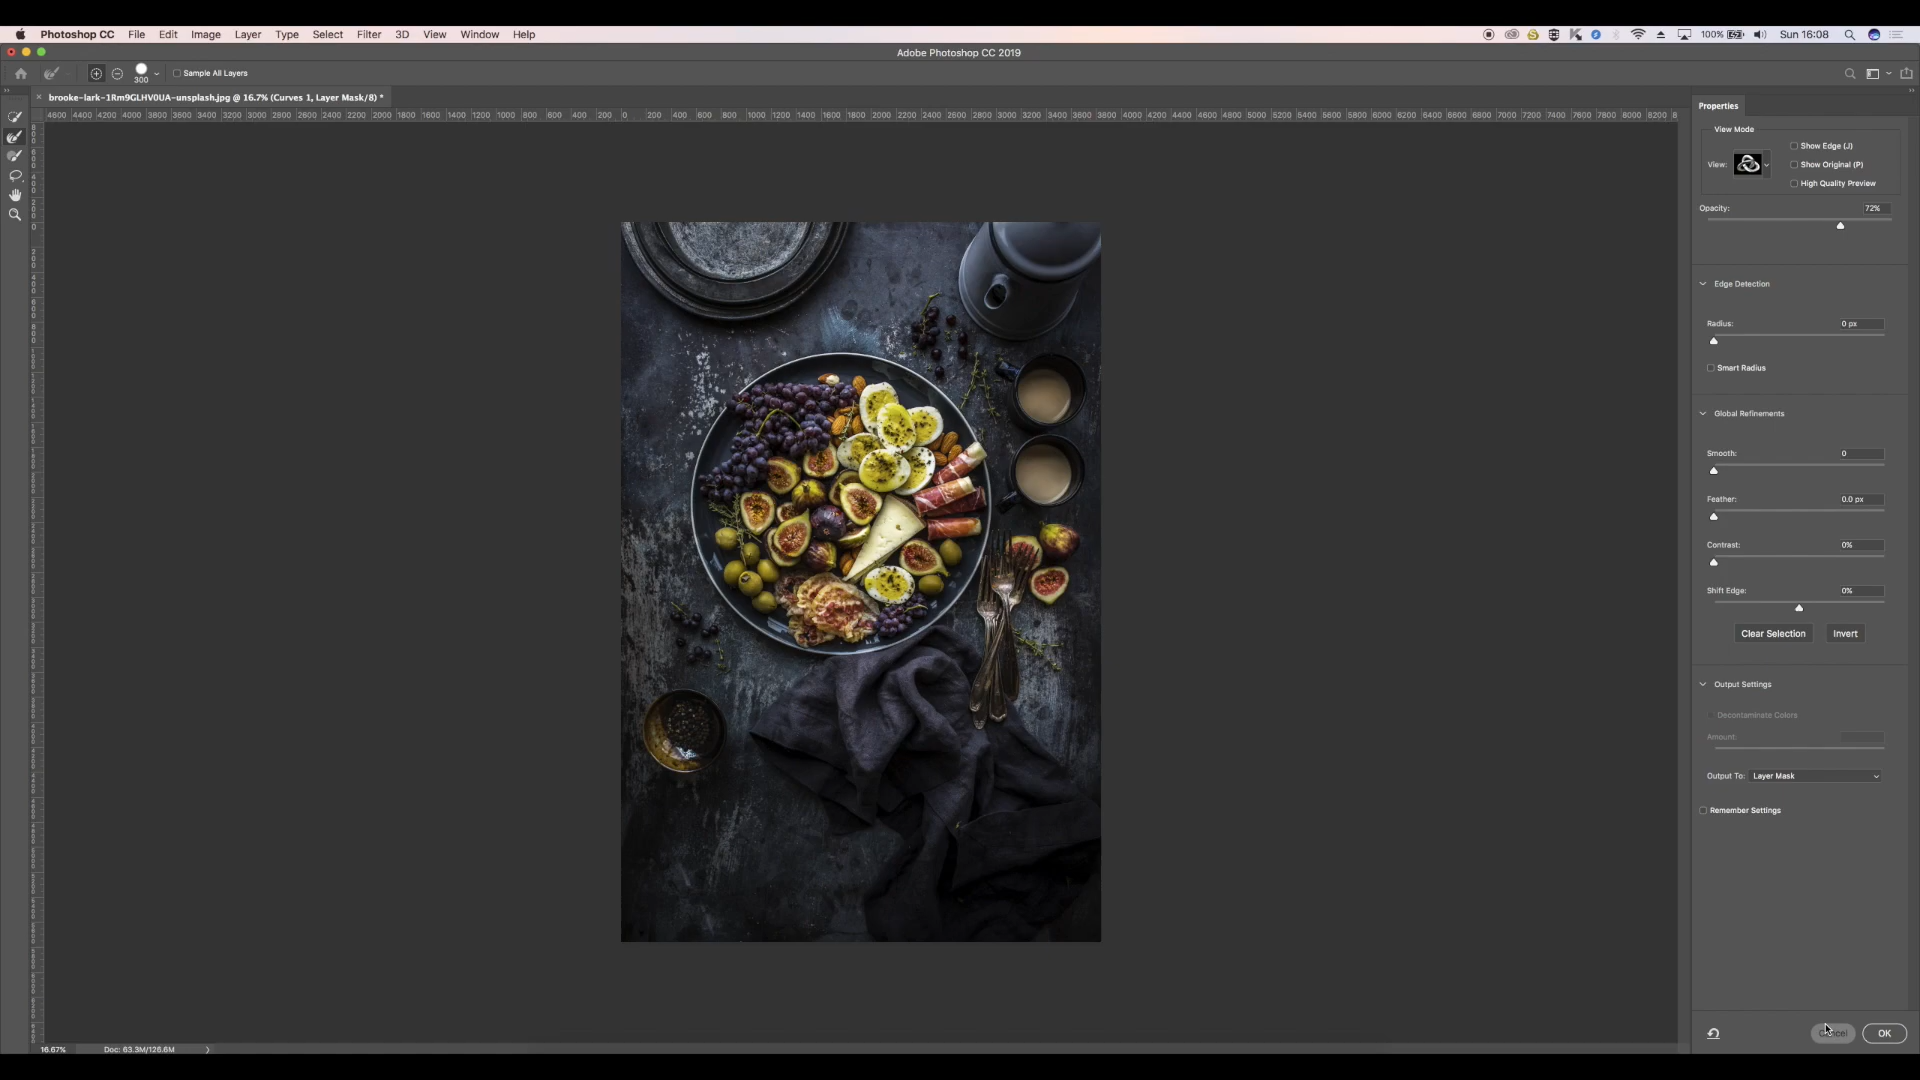 Photoshop CC File Edit Image Layer Type Select Filter 3D View Window Help 100% Sun 16:08
Adobe Photoshop CC 2019
300 Sample All Layers
brooke-lark-1Rm9GLHV0UA-unsplash.jpg @ 16.7% (Curves 1, Layer Mask/8) *
4600 4400 4200 4000 3800 3600 3400 3200 3000 2800 2600 2400 2200 2000 1800 1600 1400 1200 1000 800 600 400 200 0 200 400 600 800 1000 1200 1400 1600 1800 2000 2200 2400 2600 2800 3000 3200 3400 3600 3800 4000 4200 4400 4600 4800 5000 5200 5400 5600 5800 6000 6200 6400 6600 6800 7000 7200 7400 7600 7800 8000 8200 8
Properties
View Mode
Show Edge (J)
View:
Show Original (P)
High Quality Preview
Opacity: 72%
Edge Detection
Radius: 0 px
Smart Radius
Global Refinements
Smooth: 0
Feather: 0.0 px
Contrast: 0%
Shift Edge: 0%
Clear Selection Invert
Output Settings
Decontaminate Colors
Amount:
Output To: Layer Mask
Remember Settings
Cancel OK
16.67% Doc: 63.3M/126.6M